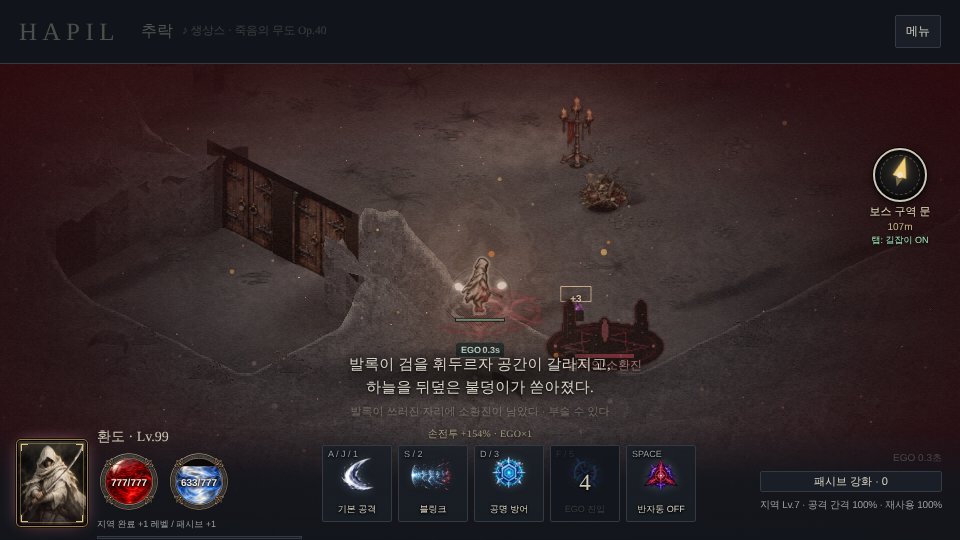 HAPIL 추락 ♪ 생상스 · 죽음의 무도 Op.40
메뉴
보스 구역 문
107m
탭: 길잡이 ON
+3
EGO 0.3s
발록이 검을 휘두르자 공간이 갈라지고,
소환진
하늘을 뒤덮은 불덩이가 쏟아졌다.
발록이 쓰러진 자리에 소환진이 남았다 · 부술 수 있다
손전투 +154% · EGO×1
환도 · Lv.99
777/777
633/777
지역 완료 +1 레벨 / 패시브 +1
A / J / 1
기본 공격
S / 2
블링크
D / 3
공명 방어
F / 5
4
EGO 진입
SPACE
반자동 OFF
EGO 0.3초
패시브 강화 · 0
지역 Lv.7 · 공격 간격 100% · 재사용 100%